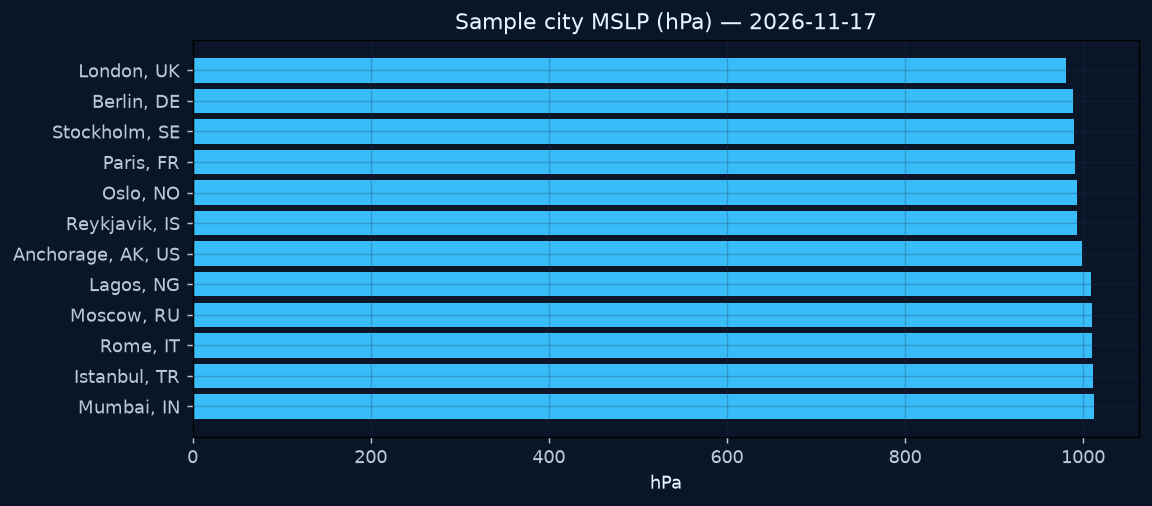 Sample city MSLP (hPa) — 2026-11-17
London, UK
Berlin, DE
Stockholm, SE
Paris, FR
Oslo, NO
Reykjavik, IS
Anchorage, AK, US
Lagos, NG
Moscow, RU
Rome, IT
Istanbul, TR
Mumbai, IN
0 200 400 600 800 1000
hPa